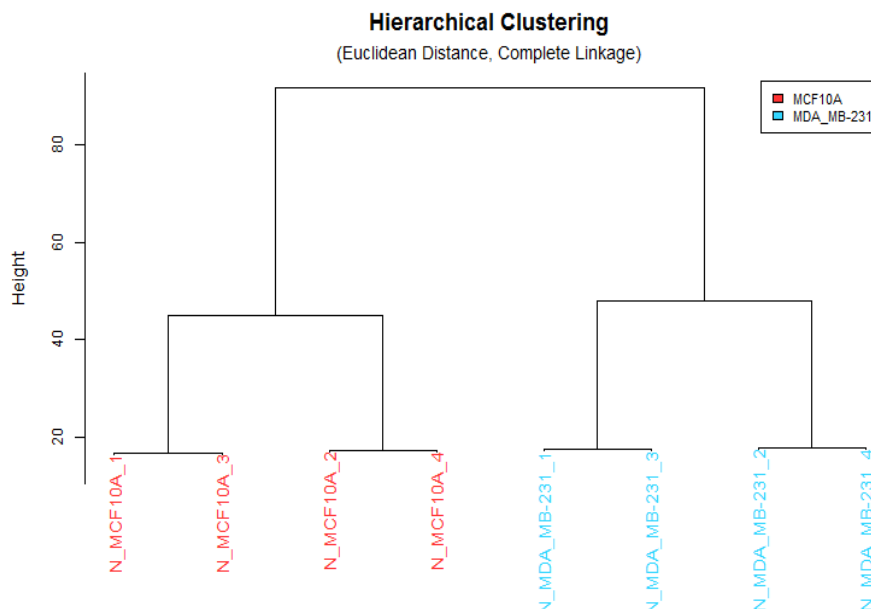 Hierarchical Clustering
(Euclidean Distance, Complete Linkage)
MCF10A
MDA_MB-231
Height
80
60
40
20
N_MCF10A_1
N_MCF10A_3
N_MCF10A_2
N_MCF10A_4
N_MDA_MB-231_1
N_MDA_MB-231_3
N_MDA_MB-231_2
N_MDA_MB-231_4